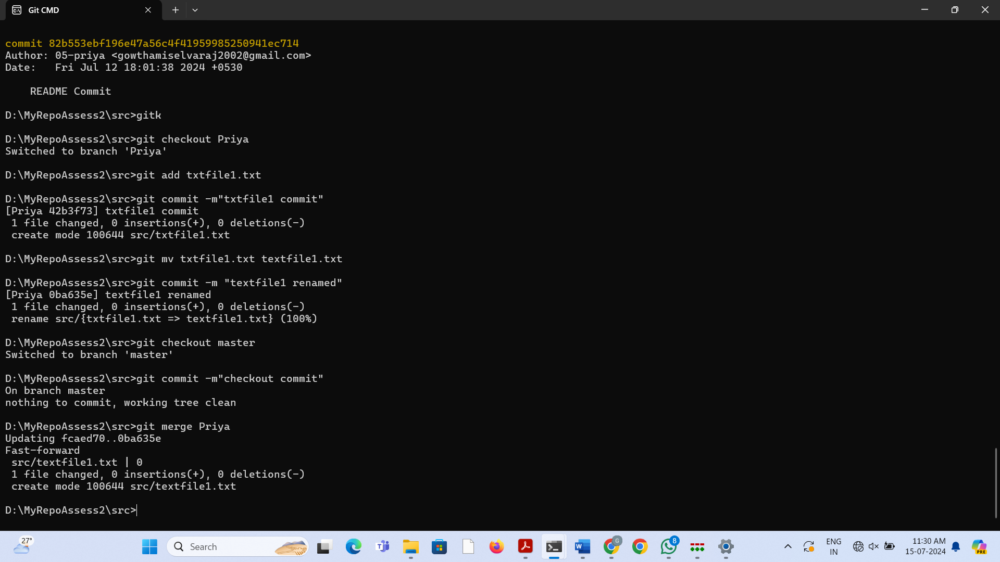 Git CMD
commit 82b553ebf196e47a56c4f41959985250941ec714
Author: 05-priya <gowthamiselvaraj2002@gmail.com>
Date:   Fri Jul 12 18:01:38 2024 +0530
README Commit
D:\MyRepoAssess2\src>gitk
D:\MyRepoAssess2\src>git checkout Priya
Switched to branch 'Priya'
D:\MyRepoAssess2\src>git add txtfile1.txt
D:\MyRepoAssess2\src>git commit -m"txtfile1 commit"
[Priya 42b3f73] txtfile1 commit
1 file changed, 0 insertions(+), 0 deletions(-)
create mode 100644 src/txtfile1.txt
D:\MyRepoAssess2\src>git mv txtfile1.txt textfile1.txt
D:\MyRepoAssess2\src>git commit -m "textfile1 renamed"
[Priya 0ba635e] textfile1 renamed
1 file changed, 0 insertions(+), 0 deletions(-)
rename src/{txtfile1.txt => textfile1.txt} (100%)
D:\MyRepoAssess2\src>git checkout master
Switched to branch 'master'
D:\MyRepoAssess2\src>git commit -m"checkout commit"
On branch master
nothing to commit, working tree clean
D:\MyRepoAssess2\src>git merge Priya
Updating fcaed70..0ba635e
Fast-forward
src/textfile1.txt | 0
1 file changed, 0 insertions(+), 0 deletions(-)
create mode 100644 src/textfile1.txt
D:\MyRepoAssess2\src>
27°
Search
G
8
ENG
IN
11:30 AM
15-07-2024
PRE